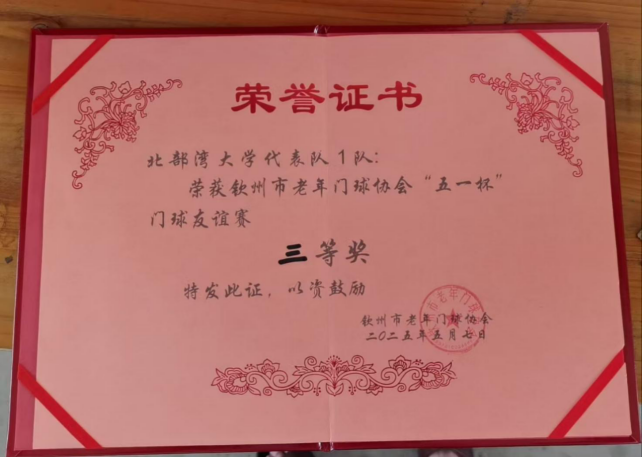 荣誉证书
北部湾大学代表队1队:
荣获钦州市老年门球协会“五一杯”
门球友谊赛
三等奖
特发此证，以资鼓励
钦州市老年门球协会
二〇二五年五月七日